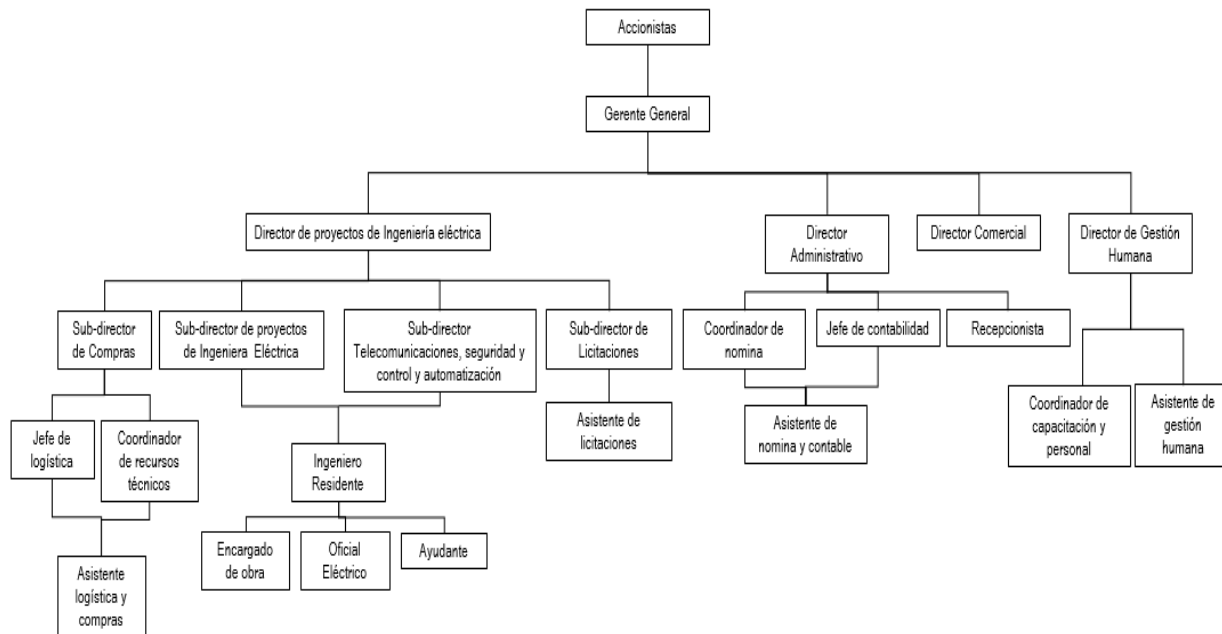 Accionistas
Gerente General
Director de proyectos de Ingeniería eléctrica
Director
Administrativo
Director Comercial
Director de Gestión
Humana
Sub-director
de Compras
Sub-director de proyectos
de Ingeniera Eléctrica
Sub-director
Telecomunicaciones, seguridad y
control y automatización
Sub-director de
Licitaciones
Coordinador de
nomina
Jefe de contabilidad
Recepcionista
Jefe de
logística
Coordinador
de recursos
técnicos
Ingeniero
Residente
Asistente de
licitaciones
Asistente de
nomina y contable
Coordinador de
capacitación y
personal
Asistente de
gestión
humana
Asistente
logística y
compras
Encargado
de obra
Oficial
Eléctrico
Ayudante